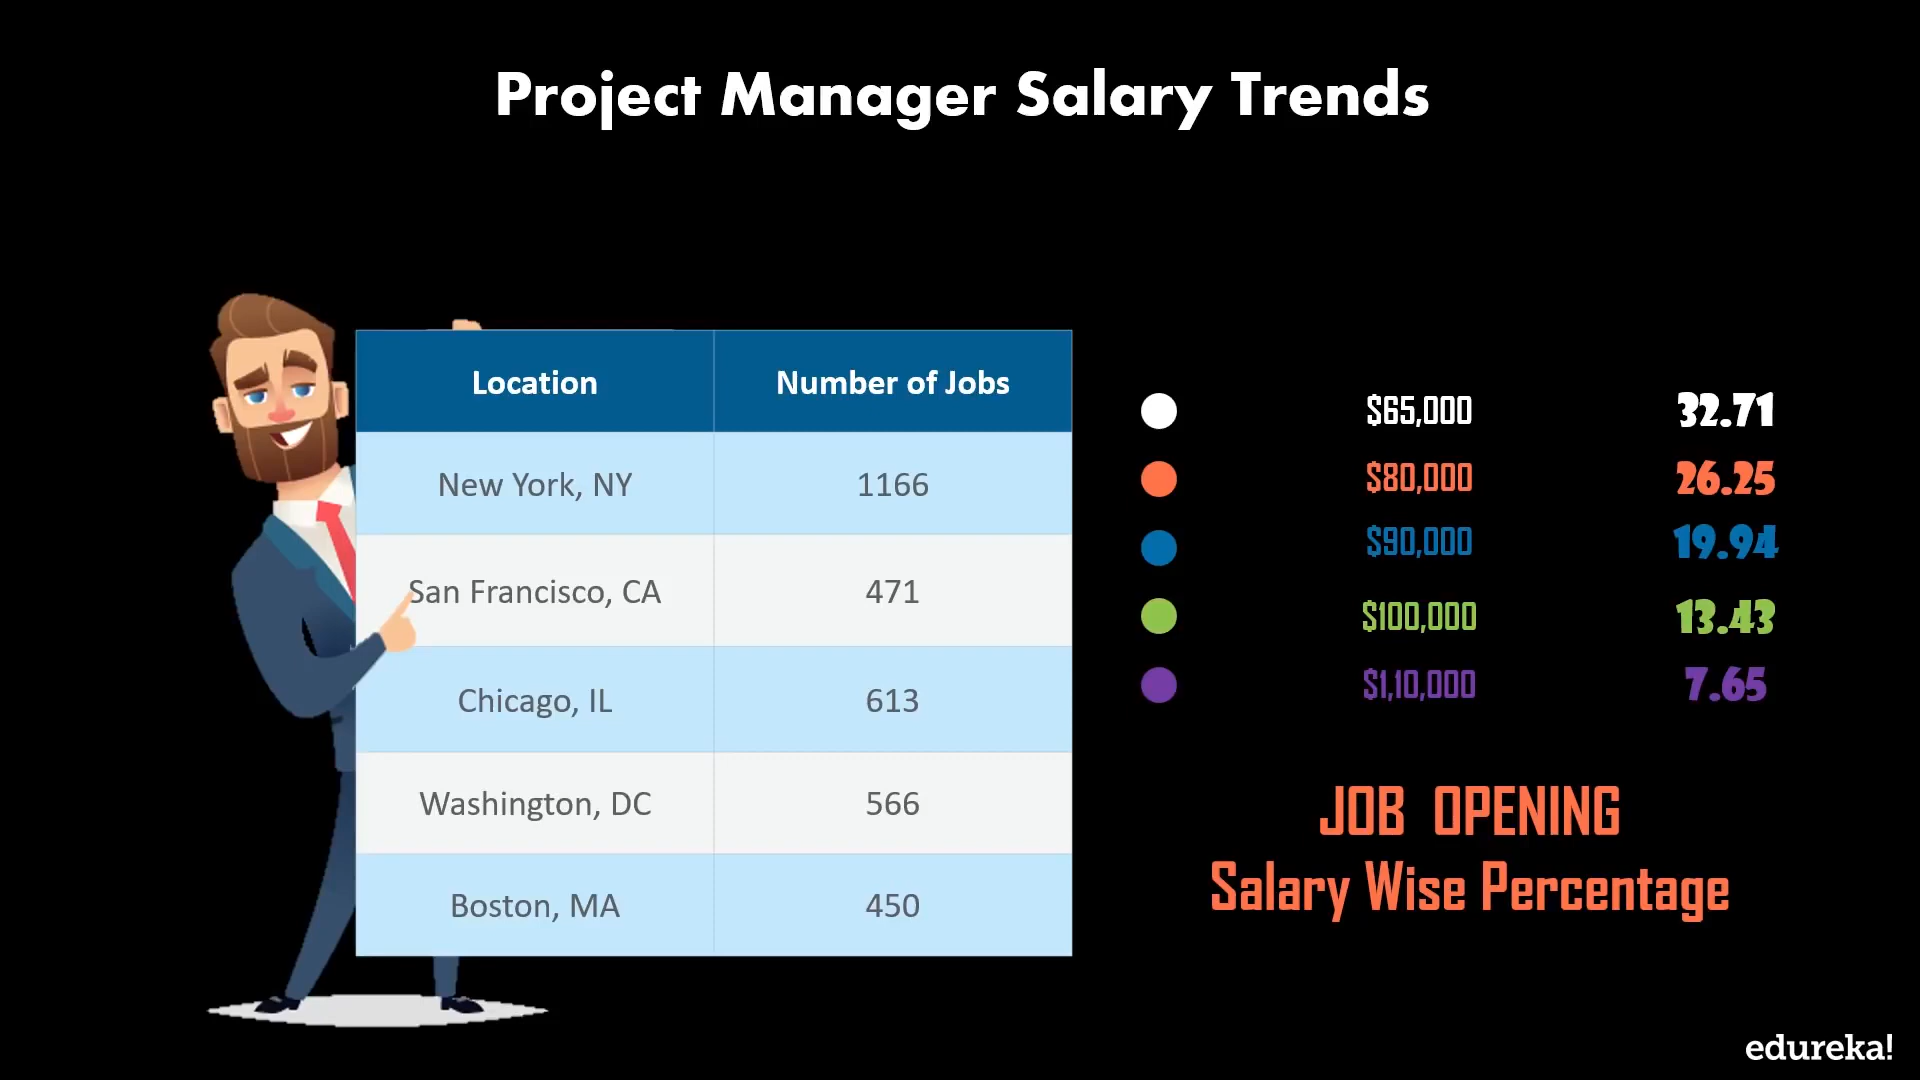 Project Manager Salary Trends
Location Number of Jobs
New York, NY 1166
San Francisco, CA 471
Chicago, IL 613
Washington, DC 566
Boston, MA 450
$65,000 32.71
$80,000 26.25
$90,000 19.94
$100,000 13.43
$1,10,000 7.65
JOB OPENING
Salary Wise Percentage
edureka!